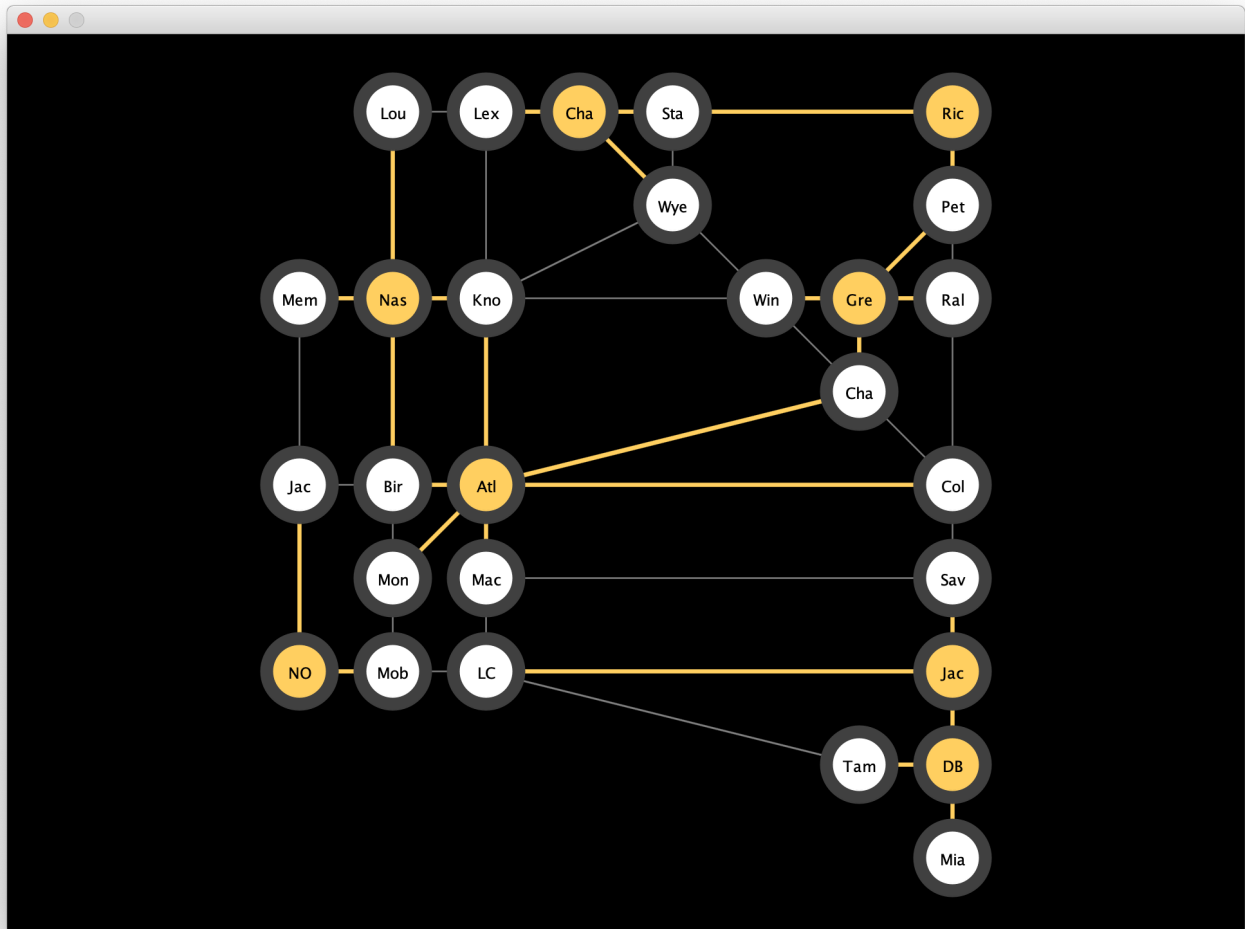 Lou Lex Cha Sta Ric
Wye Pet
Mem Nas Kno Win Gre Ral
Cha
Jac Bir Atl Col
Mon Mac Sav
NO Mob LC Jac
Tam DB
Mia